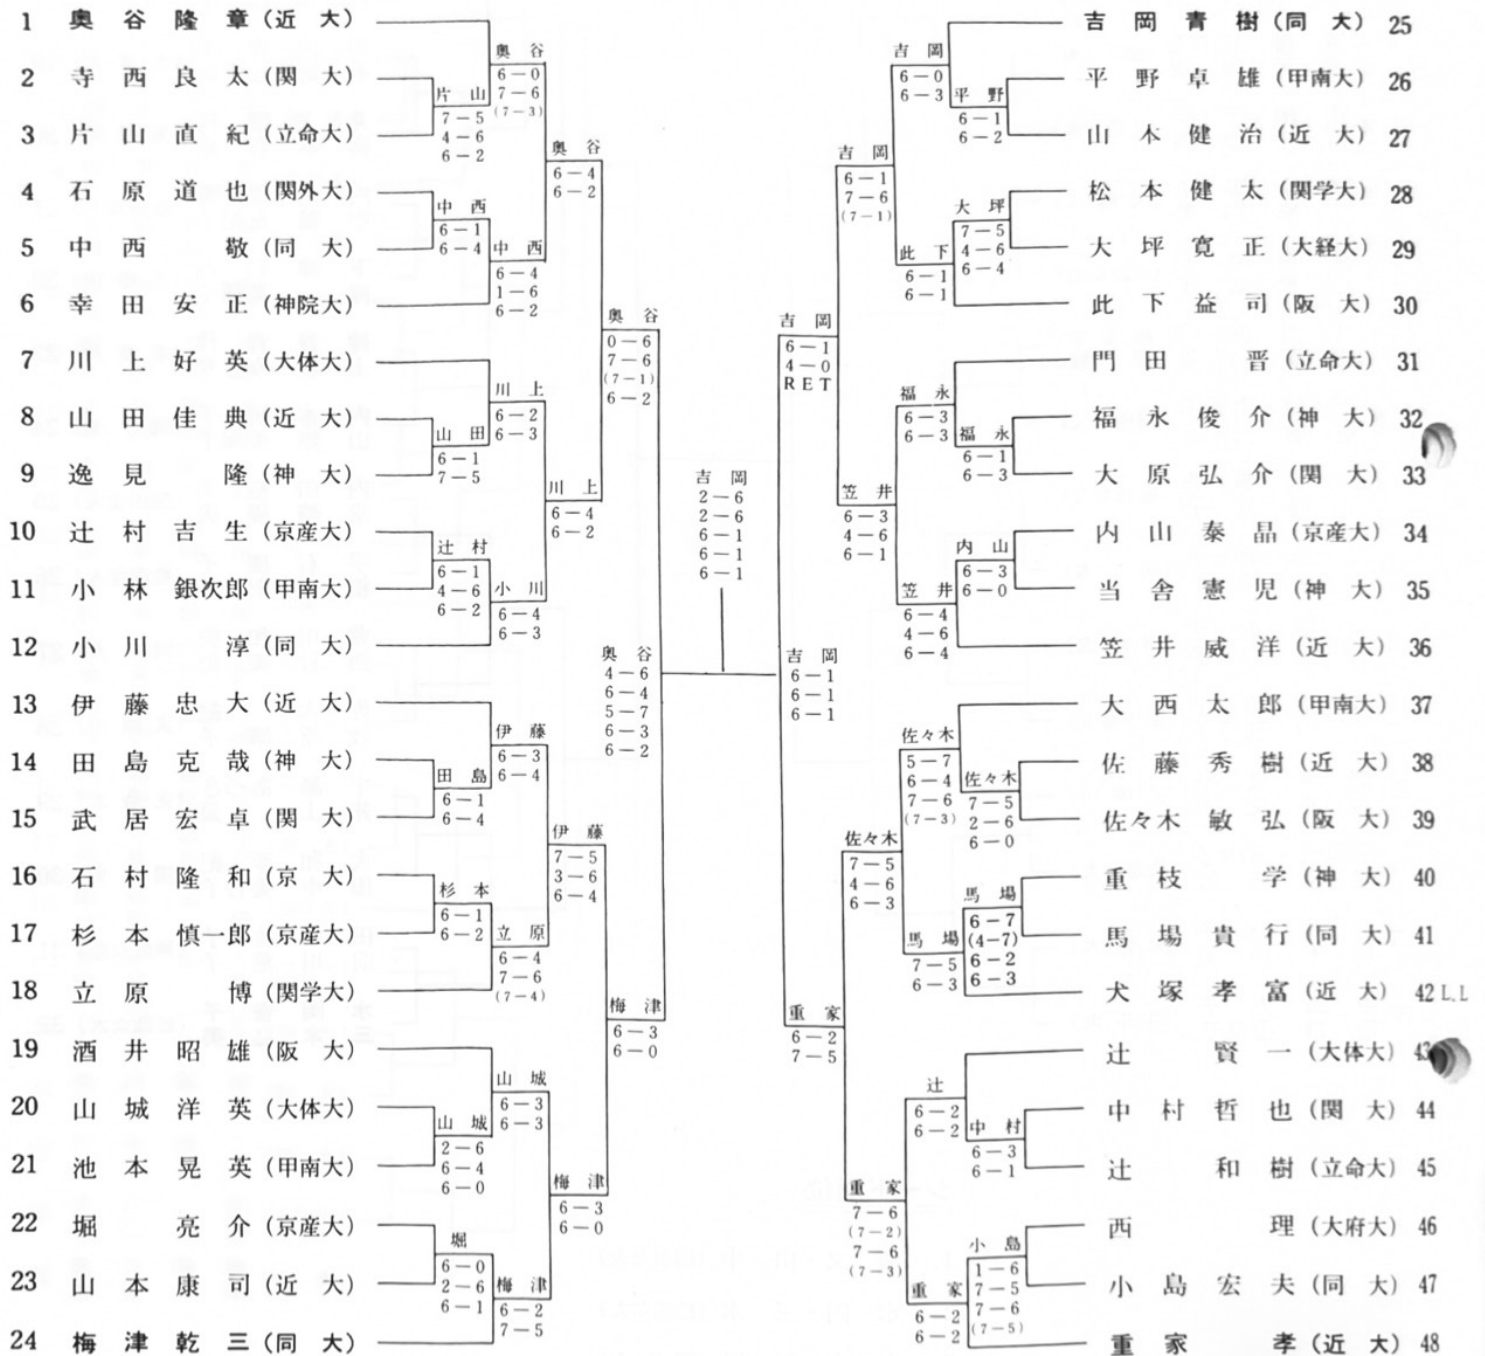 1 奥谷隆章(近大)
2 寺西良太(関大)
3 片山直紀(立命大)
4 石原道也(関外大)
5 中西敬(同大)
6 幸田安正(神院大)
7 川上好英(大体大)
8 山田佳典(近大)
9 逸見隆(神大)
10 辻村吉生(京産大)
11 小林銀次郎(甲南大)
12 小川淳(同大)
13 伊藤忠大(近大)
14 田島克哉(神大)
15 武居宏卓(関大)
16 石村隆和(京大)
17 杉本慎一郎(京産大)
18 立原博(関学大)
19 酒井昭雄(阪大)
20 山城洋英(大体大)
21 池本晃英(甲南大)
22 堀亮介(京産大)
23 山本康司(近大)
24 梅津乾三(同大)
片山
7-5
4-6
6-2
中西
6-1
6-4
山田
6-1
7-5
辻村
6-1
4-6
6-2
田島
6-1
6-4
杉本
6-1
6-2
山城
2-6
6-4
6-0
堀
6-0
2-6
6-1
奥谷
6-0
7-6
(7-3)
中西
6-4
1-6
6-2
川上
6-2
6-3
小川
6-4
6-3
伊藤
6-3
6-4
立原
6-4
7-6
(7-4)
山城
6-3
6-3
梅津
6-2
7-5
奥谷
6-4
6-2
川上
6-4
6-2
伊藤
7-5
3-6
6-4
梅津
6-3
6-0
奥谷
0-6
7-6
(7-1)
6-2
梅津
6-3
6-0
奥谷
4-6
6-4
5-7
6-3
6-2
吉岡
2-6
2-6
6-1
6-1
6-1
吉岡
6-1
6-1
6-1
吉岡
6-1
4-0
RET
重家
6-2
7-5
吉岡
6-1
7-6
(7-1)
笠井
6-3
4-6
6-1
佐々木
7-5
4-6
6-3
重家
7-6
(7-2)
7-6
(7-3)
吉岡
6-0
6-3
此下
6-1
6-1
福永
6-3
6-3
笠井
6-4
4-6
6-4
佐々木
5-7
6-4
7-6
(7-3)
馬場
7-5
6-3
辻
6-2
6-2
重家
6-2
6-2
平野
6-1
6-2
大坪
7-5
4-6
6-4
福永
6-1
6-3
内山
6-3
6-0
佐々木
7-5
2-6
6-0
馬場
6-7
(4-7)
6-2
6-3
中村
6-3
6-1
小島
1-6
7-5
7-6
(7-5)
吉岡青樹(同大) 25
平野卓雄(甲南大) 26
山本健治(近大) 27
松本健太(関学大) 28
大坪寛正(大経大) 29
此下益司(阪大) 30
門田晋(立命大) 31
福永俊介(神大) 32
大原弘介(関大) 33
内山泰晶(京産大) 34
当舎憲児(神大) 35
笠井威洋(近大) 36
大西太郎(甲南大) 37
佐藤秀樹(近大) 38
佐々木敏弘(阪大) 39
重枝学(神大) 40
馬場貴行(同大) 41
犬塚孝富(近大) 42 L.L
辻賢一(大体大) 43
中村哲也(関大) 44
辻和樹(立命大) 45
西理(大府大) 46
小島宏夫(同大) 47
重家孝(近大) 48